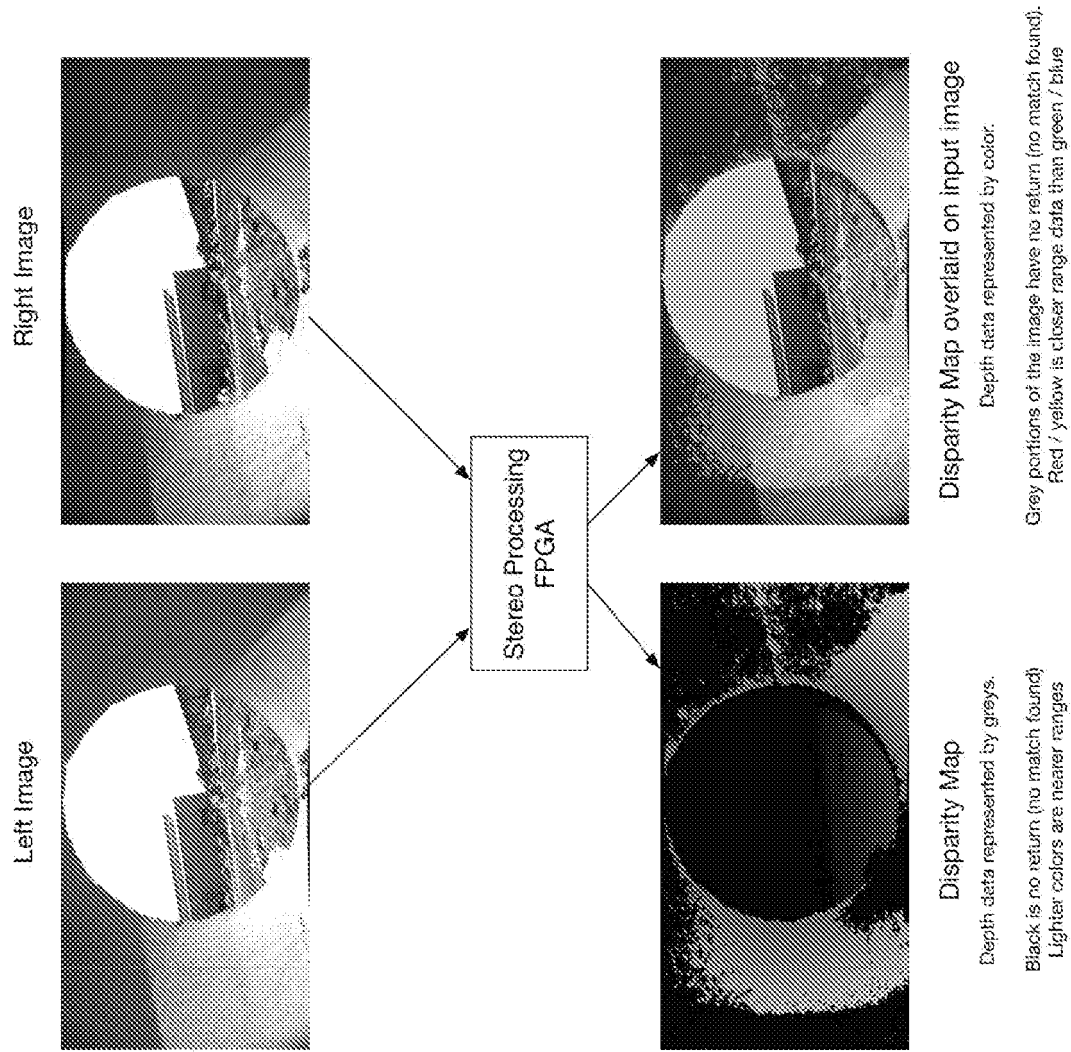 Left Image
Right Image
Stereo Processing
FPGA
Disparity Map
Depth data represented by greys.
Black is no return (no match found)
Lighter colors are nearer ranges
Disparity Map overlaid on input image
Depth data represented by color.
Grey portions of the image have no return (no match found).
Red / yellow is closer range data than green / blue